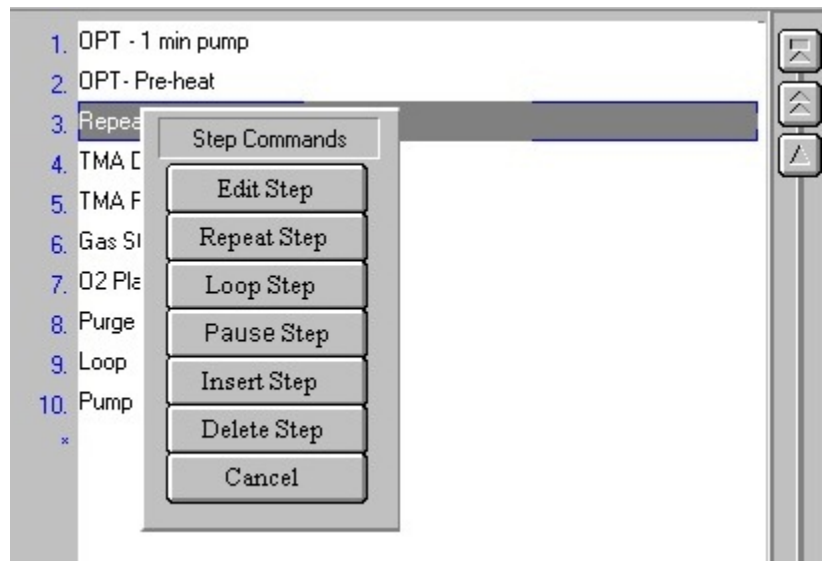 1. OPT - 1 min pump
2. OPT- Pre-heat
3. Repea
4. TMA D
5. TMA F
6. Gas St
7. O2 Pla
8. Purge
9. Loop
10. Pump
×
Step Commands
Edit Step
Repeat Step
Loop Step
Pause Step
Insert Step
Delete Step
Cancel